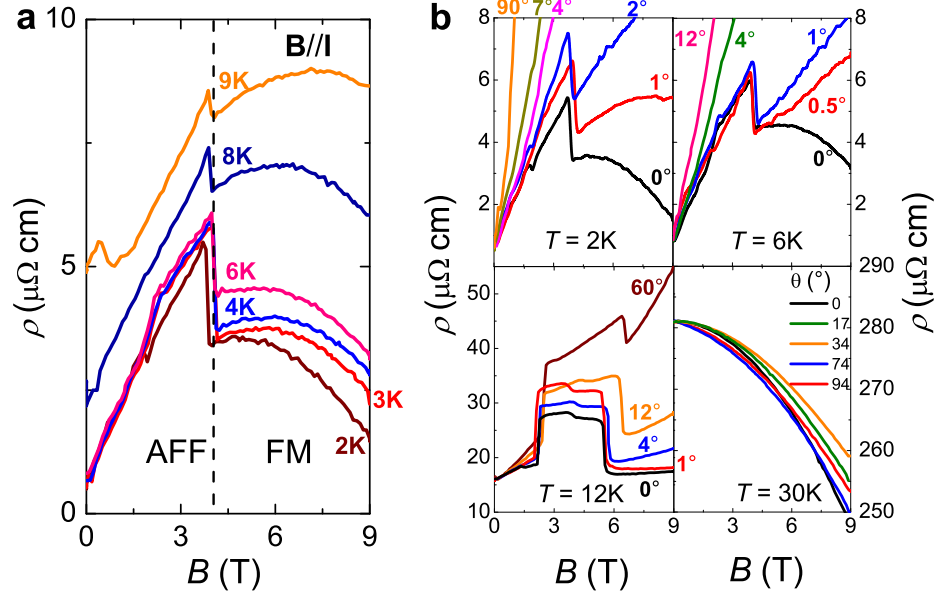 a
B//I
9K
8K
6K
4K
3K
2K
AFF
FM
10
5
0
0 3 6 9
ρ (μΩ cm)
B (T)
b
90° 7° 4° 2°
1°
0°
T = 2K
8
6
4
2
12° 4° 1°
0.5°
0°
T = 6K
8
6
4
2
60°
12°
4°
1°
0°
T = 12K
50
40
30
20
10
0 3 6 9
θ (°)
0
17
34
74
94
T = 30K
290
280
270
260
250
0 3 6 9
ρ (μΩ cm)
ρ (μΩ cm)
B (T)
B (T)